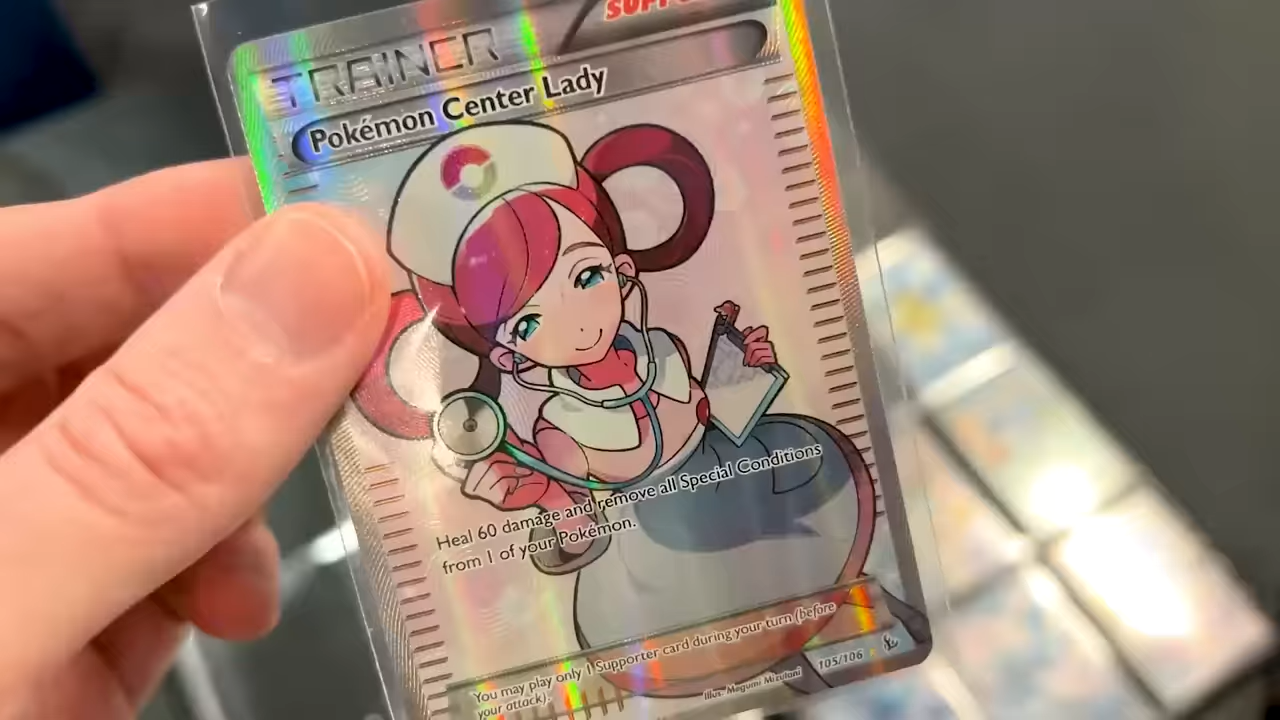 TRAINER
Pokémon Center Lady
Heal 60 damage and remove all Special Conditions
from 1 of your Pokémon.
You may play only 1 Supporter card during your turn (before
your attack).
Illus. Megumi Mizutani
105/106